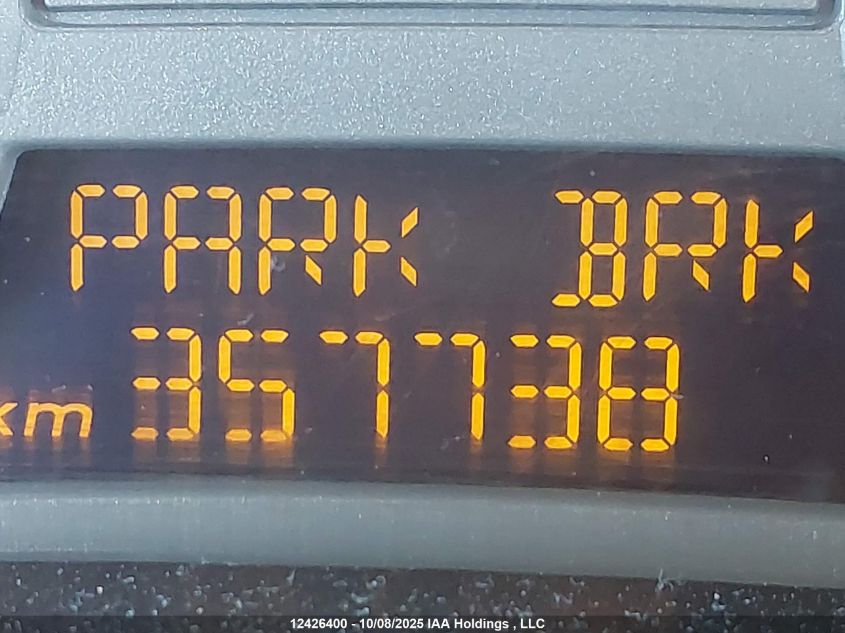 PARK BRK
km 357738
12426400 - 10/08/2025 IAA Holdings , LLC